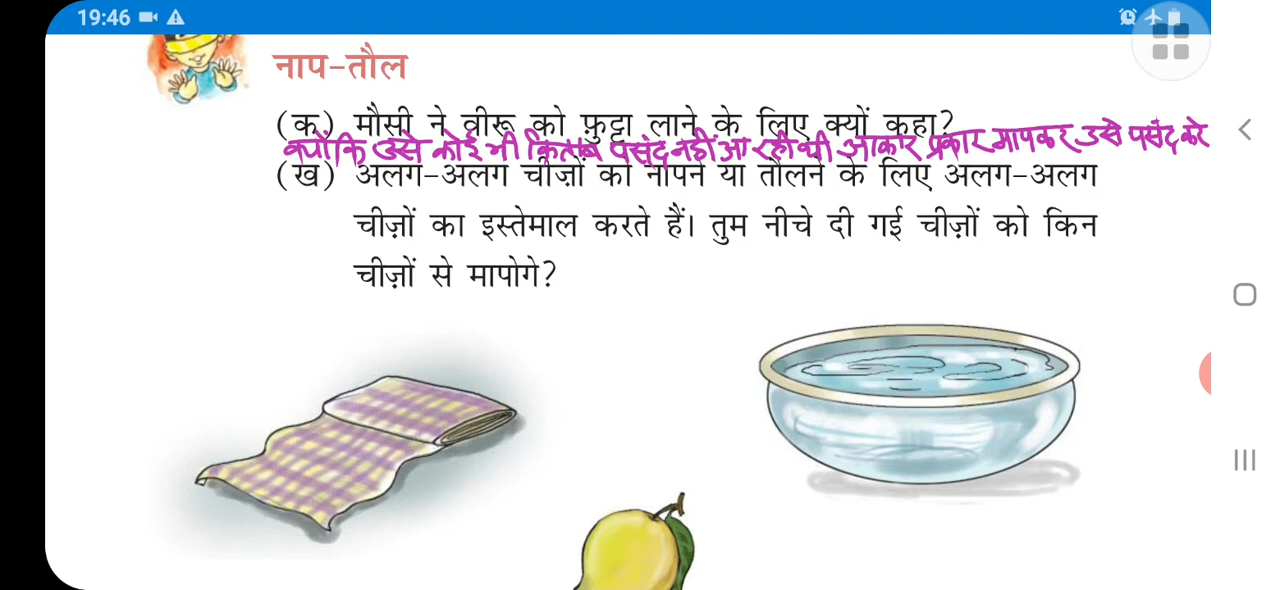 19:46
नाप-तौल
(क) मौसी ने वीरू को फ़ुट्टा लाने के लिए क्यों कहा?
क्योंकि उसे कोई भी किताब पसंद नहीं आ रही थी आकार प्रकार मापकर उसे पसंद करे
(ख) अलग-अलग चीज़ों को नापने या तौलने के लिए अलग-अलग
चीज़ों का इस्तेमाल करते हैं। तुम नीचे दी गई चीज़ों को किन
चीज़ों से मापोगे?